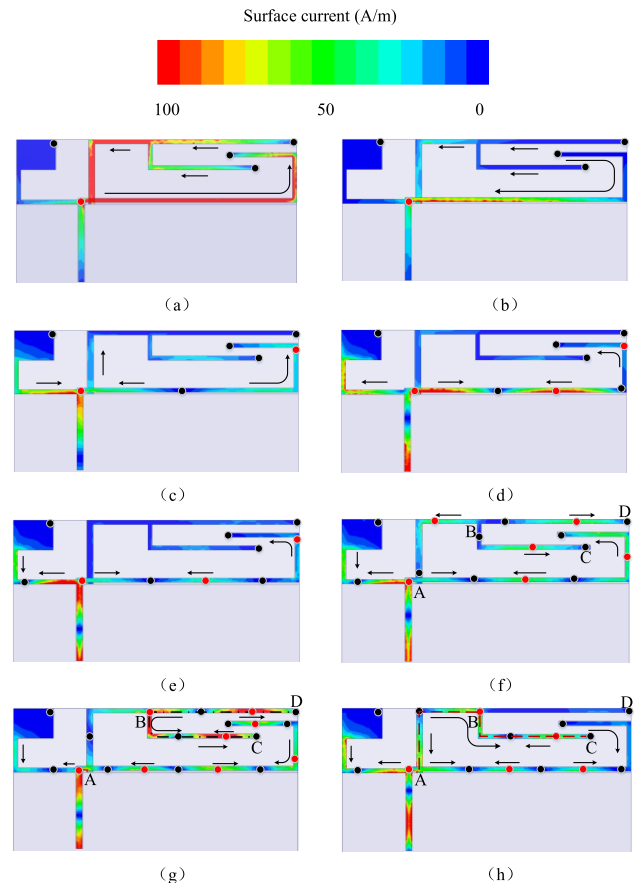 Surface current (A/m)
100 50 0
(a) (b)
(c) (d)
(e) (f)
B D
C
A
(g) (h)
B D
C
A
B D
C
A